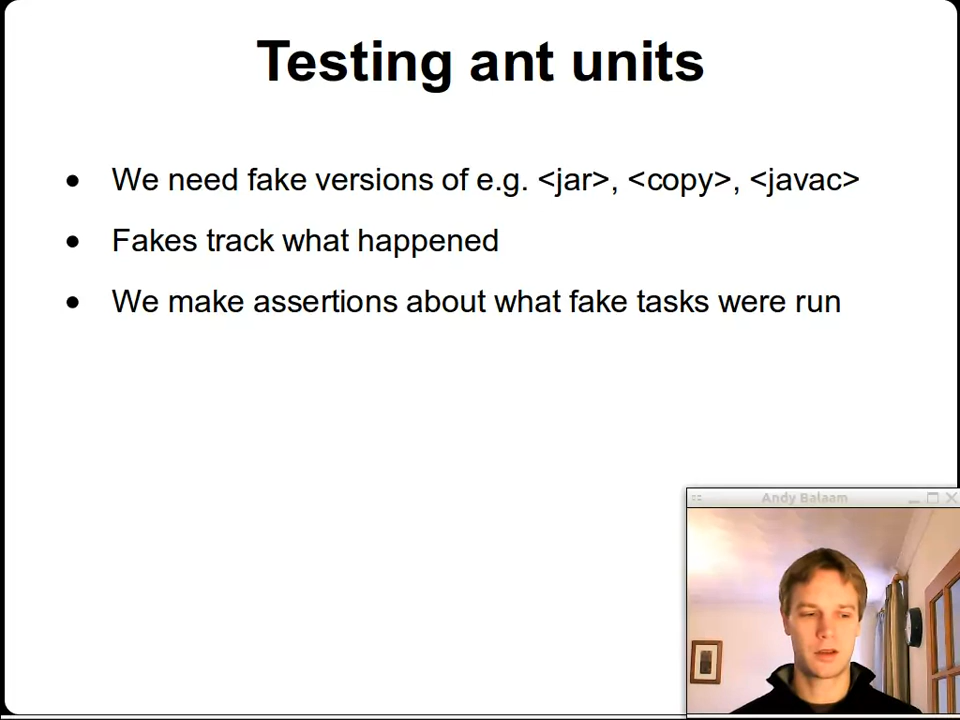 Testing ant units
We need fake versions of e.g. <jar>, <copy>, <javac>
Fakes track what happened
We make assertions about what fake tasks were run
Andy Balaam